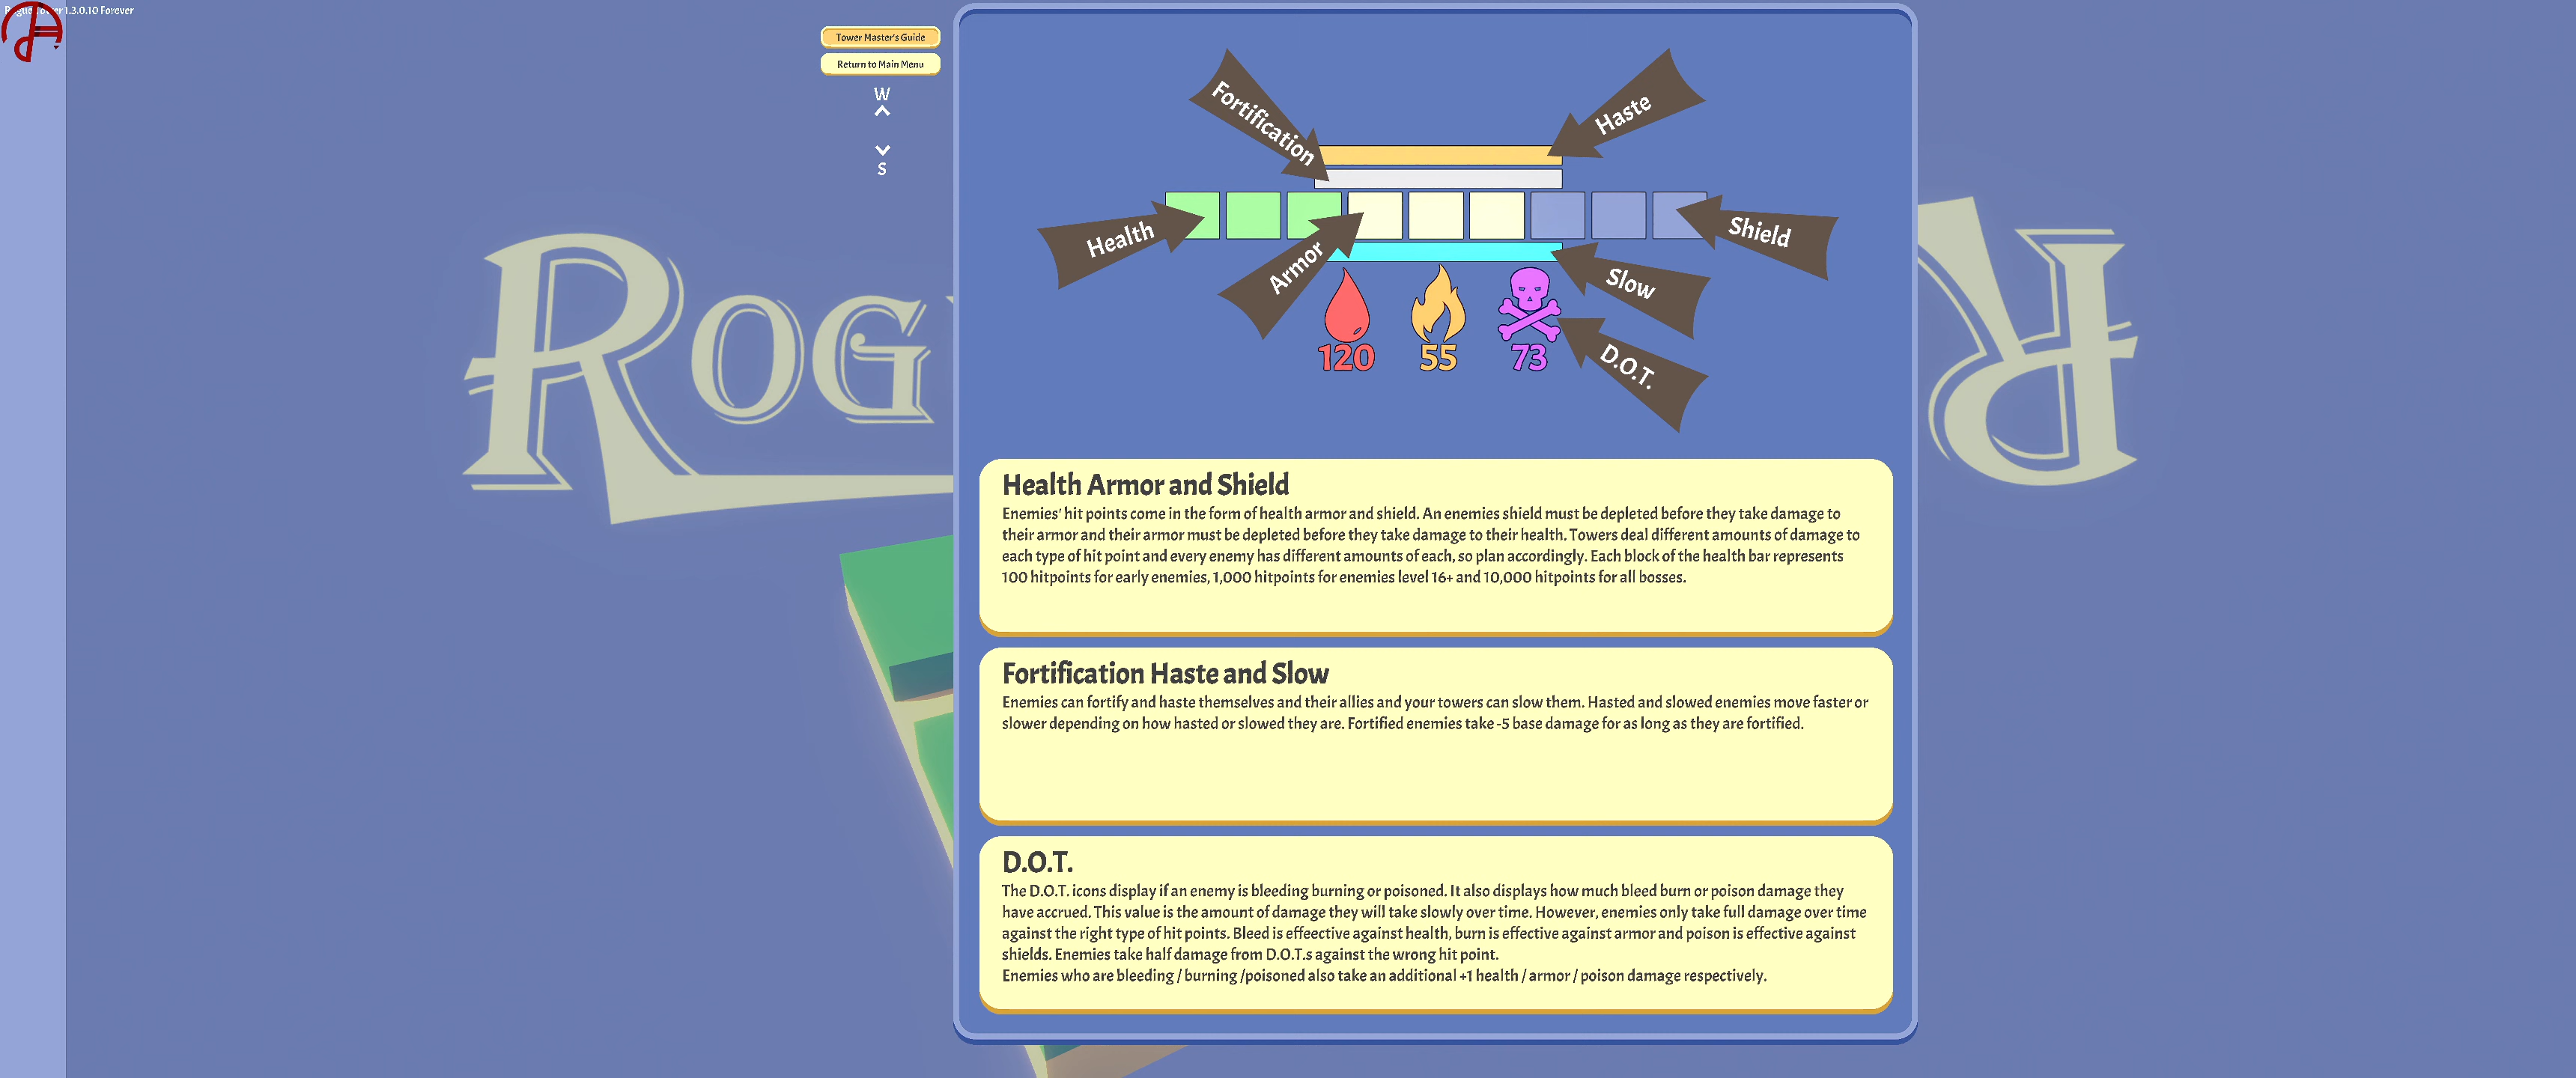 Tower 1.3.0.10 Forever
Tower Master's Guide
Return to Main Menu
W
S
Fortification
Haste
Health
Armor
Shield
Slow
D.O.T.
120 55 73
ROG
R
Health Armor and Shield
Enemies' hit points come in the form of health armor and shield. An enemies shield must be depleted before they take damage to
their armor and their armor must be depleted before they take damage to their health. Towers deal different amounts of damage to
each type of hit point and every enemy has different amounts of each, so plan accordingly. Each block of the health bar represents
100 hitpoints for early enemies, 1,000 hitpoints for enemies level 16+ and 10,000 hitpoints for all bosses.
Fortification Haste and Slow
Enemies can fortify and haste themselves and their allies and your towers can slow them. Hasted and slowed enemies move faster or
slower depending on how hasted or slowed they are. Fortified enemies take -5 base damage for as long as they are fortified.
D.O.T.
The D.O.T. icons display if an enemy is bleeding burning or poisoned. It also displays how much bleed burn or poison damage they
have accrued. This value is the amount of damage they will take slowly over time. However, enemies only take full damage over time
against the right type of hit points. Bleed is effeective against health, burn is effective against armor and poison is effective against
shields. Enemies take half damage from D.O.T.s against the wrong hit point.
Enemies who are bleeding / burning /poisoned also take an additional +1 health / armor / poison damage respectively.